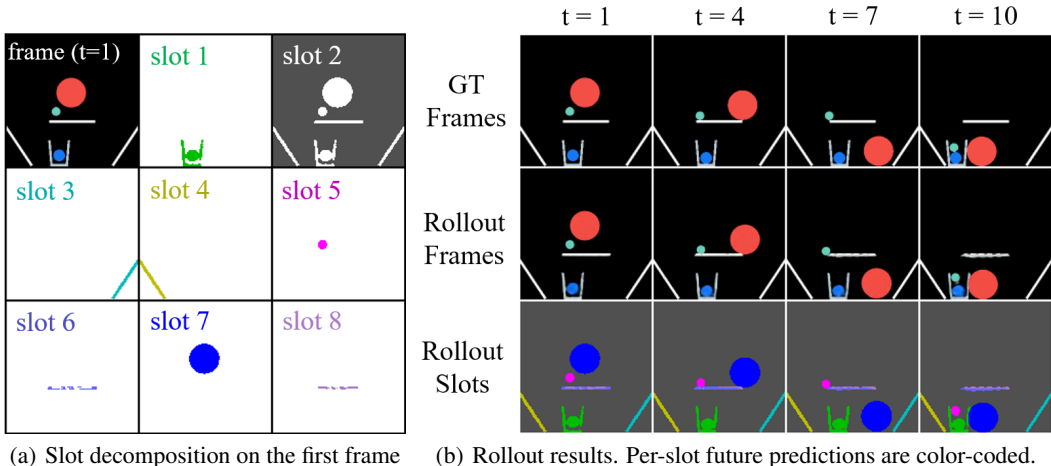 frame (t=1)
slot 1
slot 2
slot 3
slot 4
slot 5
slot 6
slot 7
slot 8
(a) Slot decomposition on the first frame
t = 1
t = 4
t = 7
t = 10
GT
Frames
Rollout
Frames
Rollout
Slots
(b) Rollout results. Per-slot future predictions are color-coded.